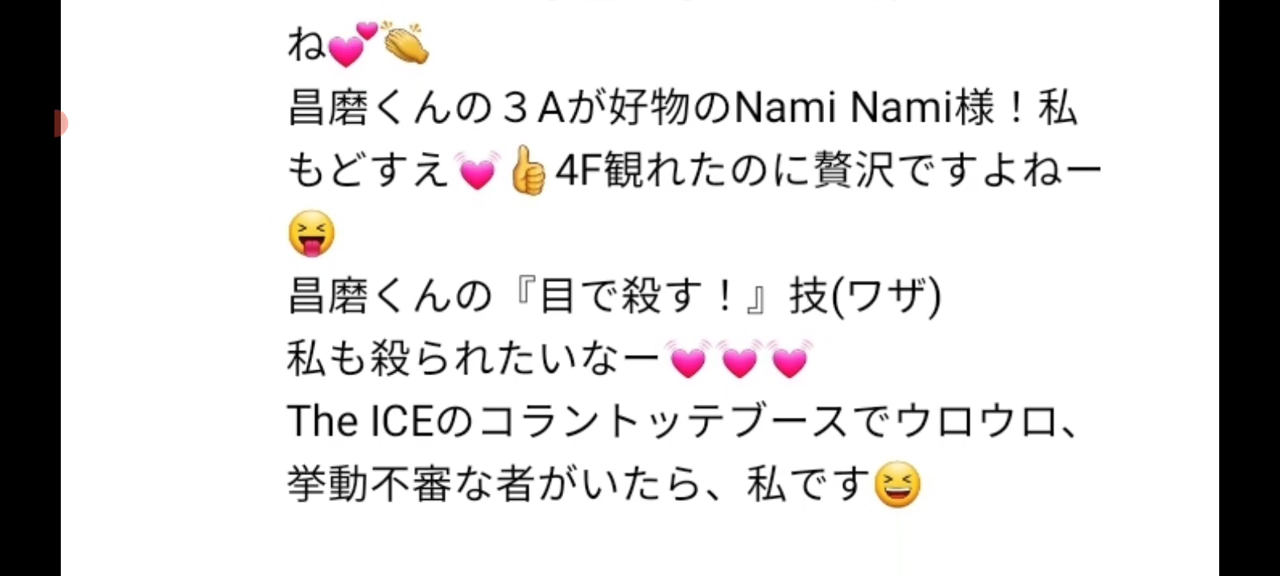 ね💕👏
昌磨くんの３Aが好物のNami Nami様！私
もどすえ💓👍4F観れたのに贅沢ですよねー
😝
昌磨くんの『目で殺す！』技(ワザ)
私も殺られたいなー💓💓💓
The ICEのコラントッテブースでウロウロ、
挙動不審な者がいたら、私です😆